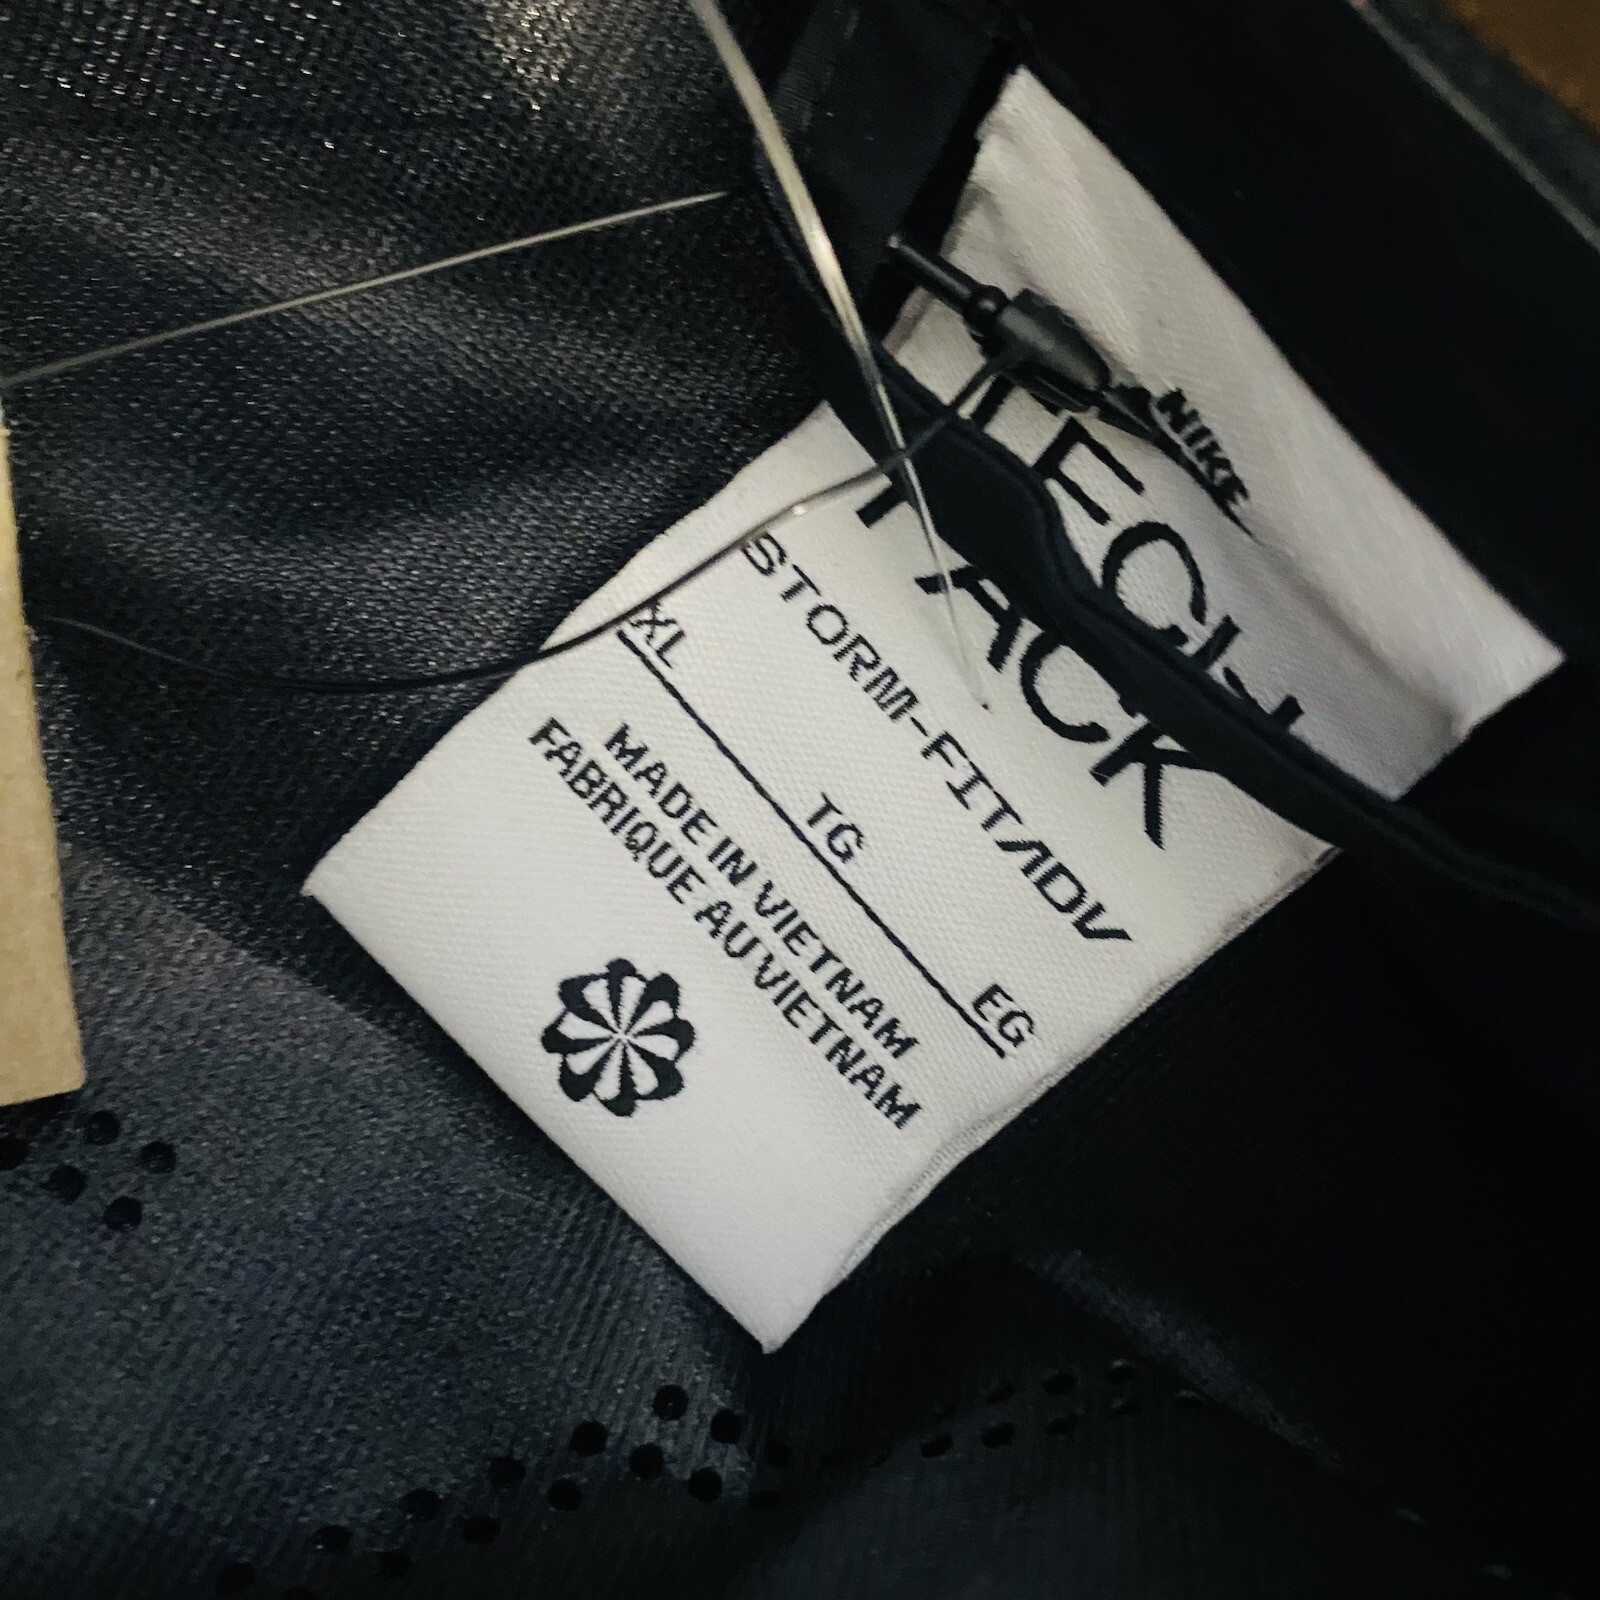 NIKE
TECH
PACK
STORM-FIT ADV
XL TG EG
MADE IN VIETNAM
FABRIQUE AU VIETNAM